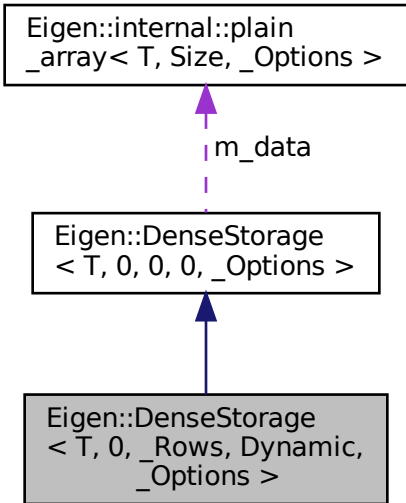 Eigen::internal::plain
_array< T, Size, _Options >
m_data
Eigen::DenseStorage
< T, 0, 0, 0, _Options >
Eigen::DenseStorage
< T, 0, _Rows, Dynamic,
_Options >